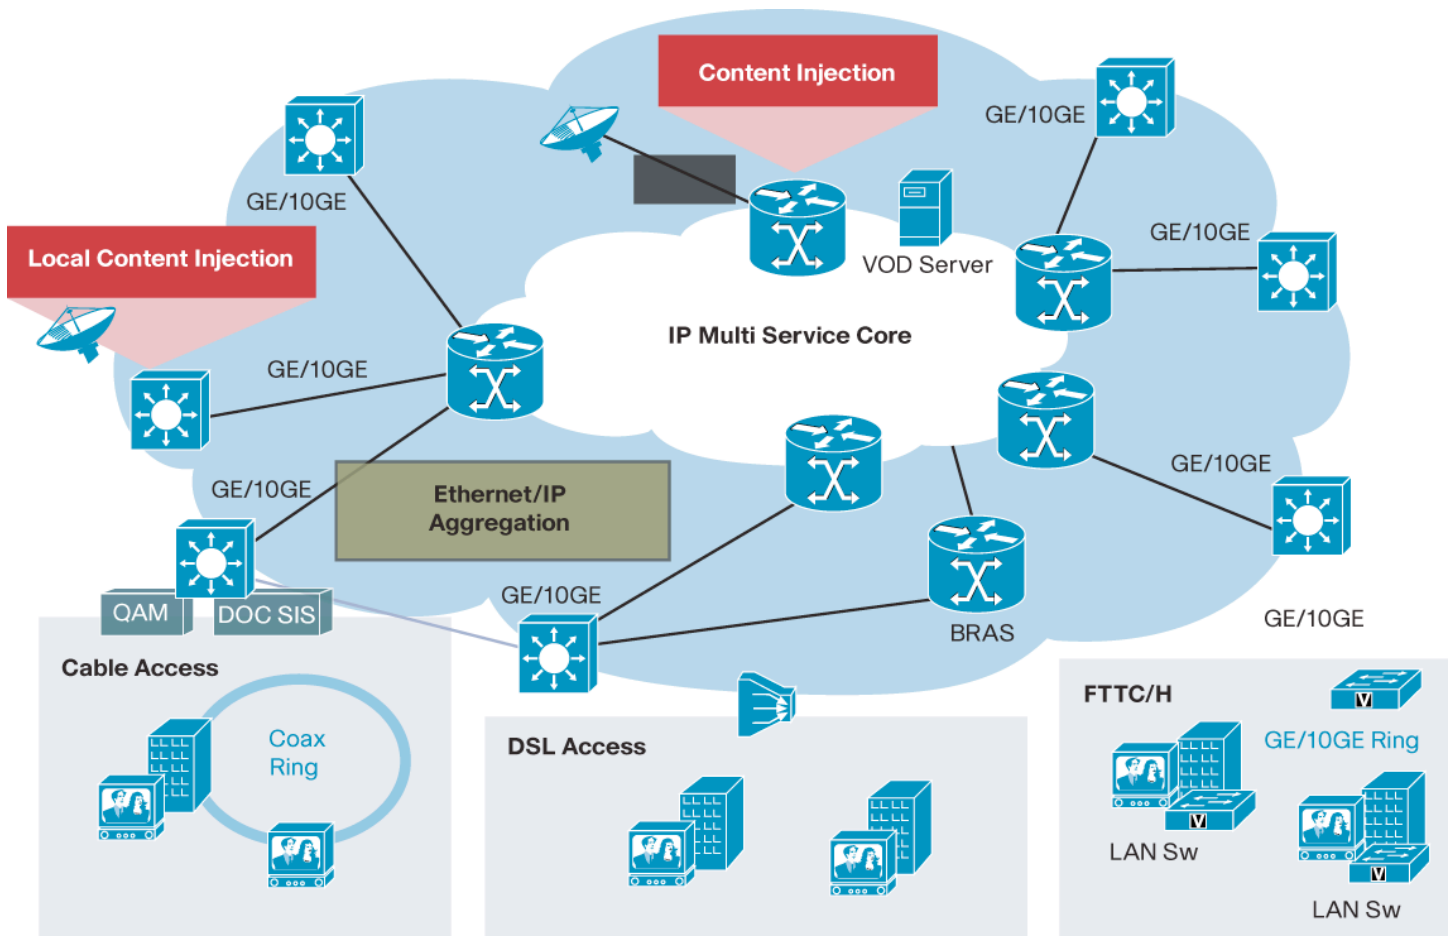 Content Injection
GE/10GE
GE/10GE
Local Content Injection
VOD Server
GE/10GE
IP Multi Service Core
GE/10GE
GE/10GE
GE/10GE
Ethernet/IP
Aggregation
GE/10GE
QAM
DOC SIS
BRAS
GE/10GE
Cable Access
Coax
Ring
DSL Access
FTTC/H
V
GE/10GE Ring
V
LAN Sw
V
LAN Sw